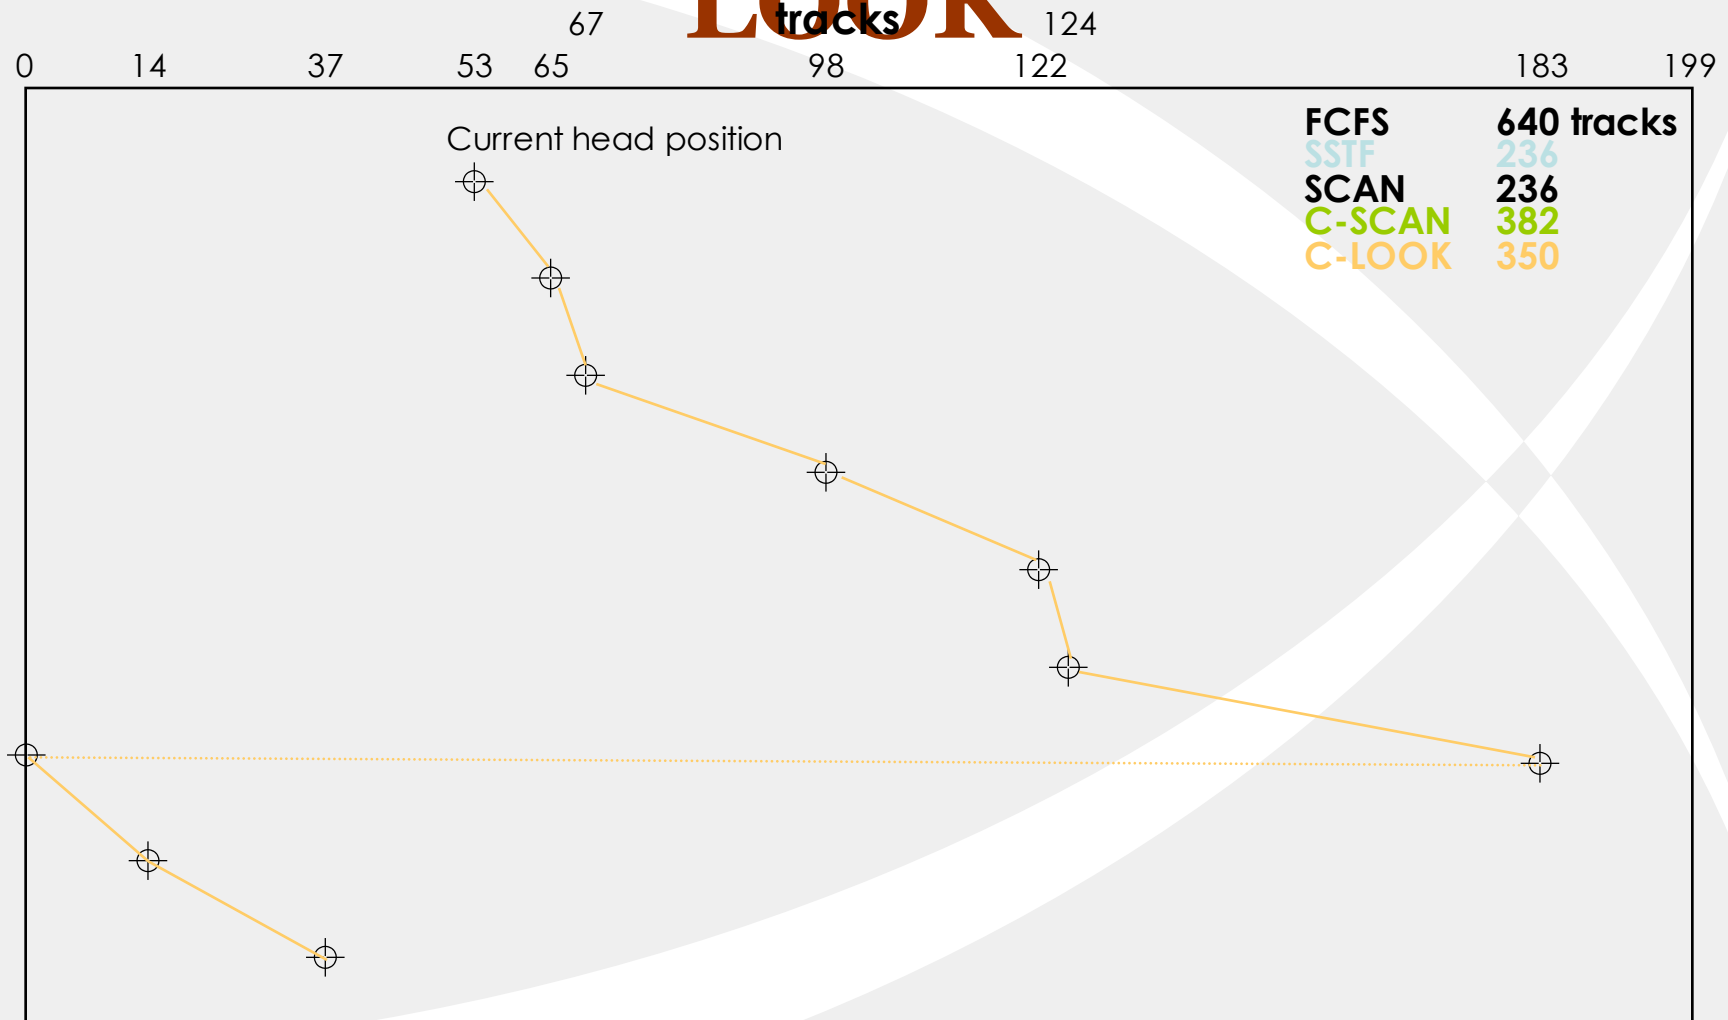 LOOK
tracks
67 124
0 14 37 53 65 98 122 183 199
Current head position
FCFS 640 tracks
SSTF 236
SCAN 236
C-SCAN 382
C-LOOK 350